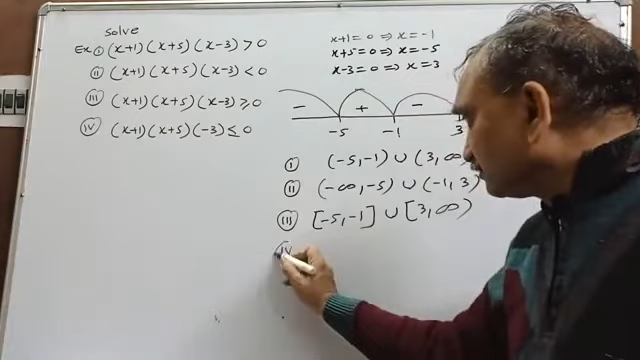 solve
Ex (i) (x+1)(x+5)(x-3) > 0
(ii) (x+1)(x+5)(x-3) < 0
(iii) (x+1)(x+5)(x-3) ≥ 0
(iv) (x+1)(x+5)(-3) ≤ 0
x+1=0 ⇒ x = -1
x+5=0 ⇒ x = -5
x-3=0 ⇒ x = 3
- + -
-5 -1 3
(i) (-5,-1) ∪ (3,∞
(ii) (-∞,-5) ∪ (-1,3)
(iii) [-5,-1] ∪ [3,∞)
(iv)